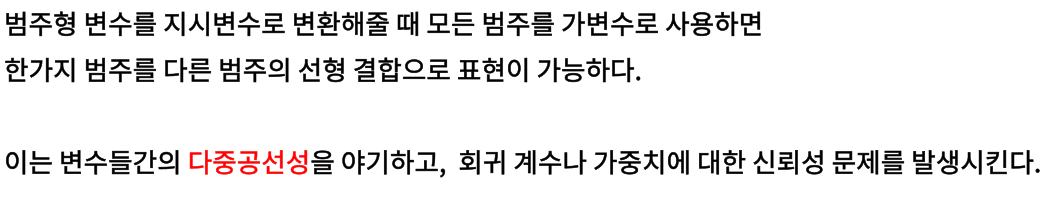 범주형 변수를 지시변수로 변환해줄 때 모든 범주를 가변수로 사용하면
한가지 범주를 다른 범주의 선형 결합으로 표현이 가능하다.
이는 변수들간의 다중공선성을 야기하고, 회귀 계수나 가중치에 대한 신뢰성 문제를 발생시킨다.